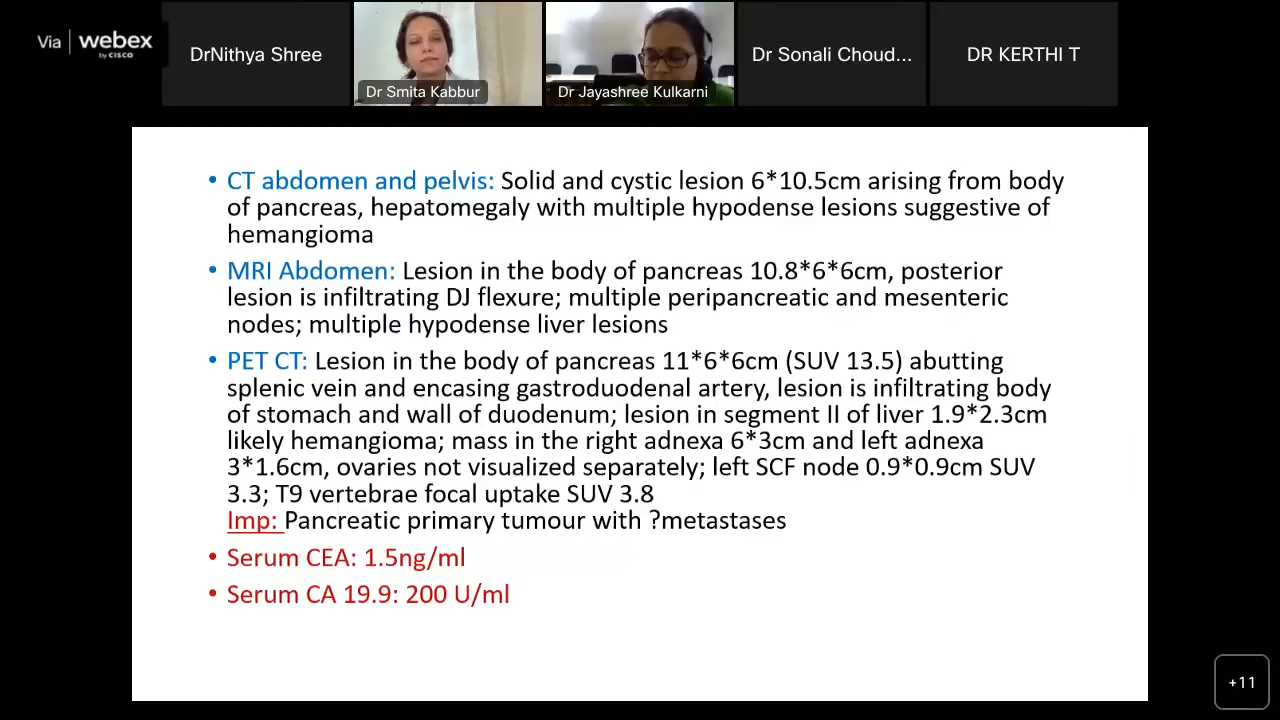 Via | webex
by CISCO
DrNithya Shree
Dr Smita Kabbur
Dr Jayashree Kulkarni
Dr Sonali Choud...
DR KERTHI T
• CT abdomen and pelvis: Solid and cystic lesion 6*10.5cm arising from body
of pancreas, hepatomegaly with multiple hypodense lesions suggestive of
hemangioma
• MRI Abdomen: Lesion in the body of pancreas 10.8*6*6cm, posterior
lesion is infiltrating DJ flexure; multiple peripancreatic and mesenteric
nodes; multiple hypodense liver lesions
• PET CT: Lesion in the body of pancreas 11*6*6cm (SUV 13.5) abutting
splenic vein and encasing gastroduodenal artery, lesion is infiltrating body
of stomach and wall of duodenum; lesion in segment II of liver 1.9*2.3cm
likely hemangioma; mass in the right adnexa 6*3cm and left adnexa
3*1.6cm, ovaries not visualized separately; left SCF node 0.9*0.9cm SUV
3.3; T9 vertebrae focal uptake SUV 3.8
Imp: Pancreatic primary tumour with ?metastases
• Serum CEA: 1.5ng/ml
• Serum CA 19.9: 200 U/ml
+11